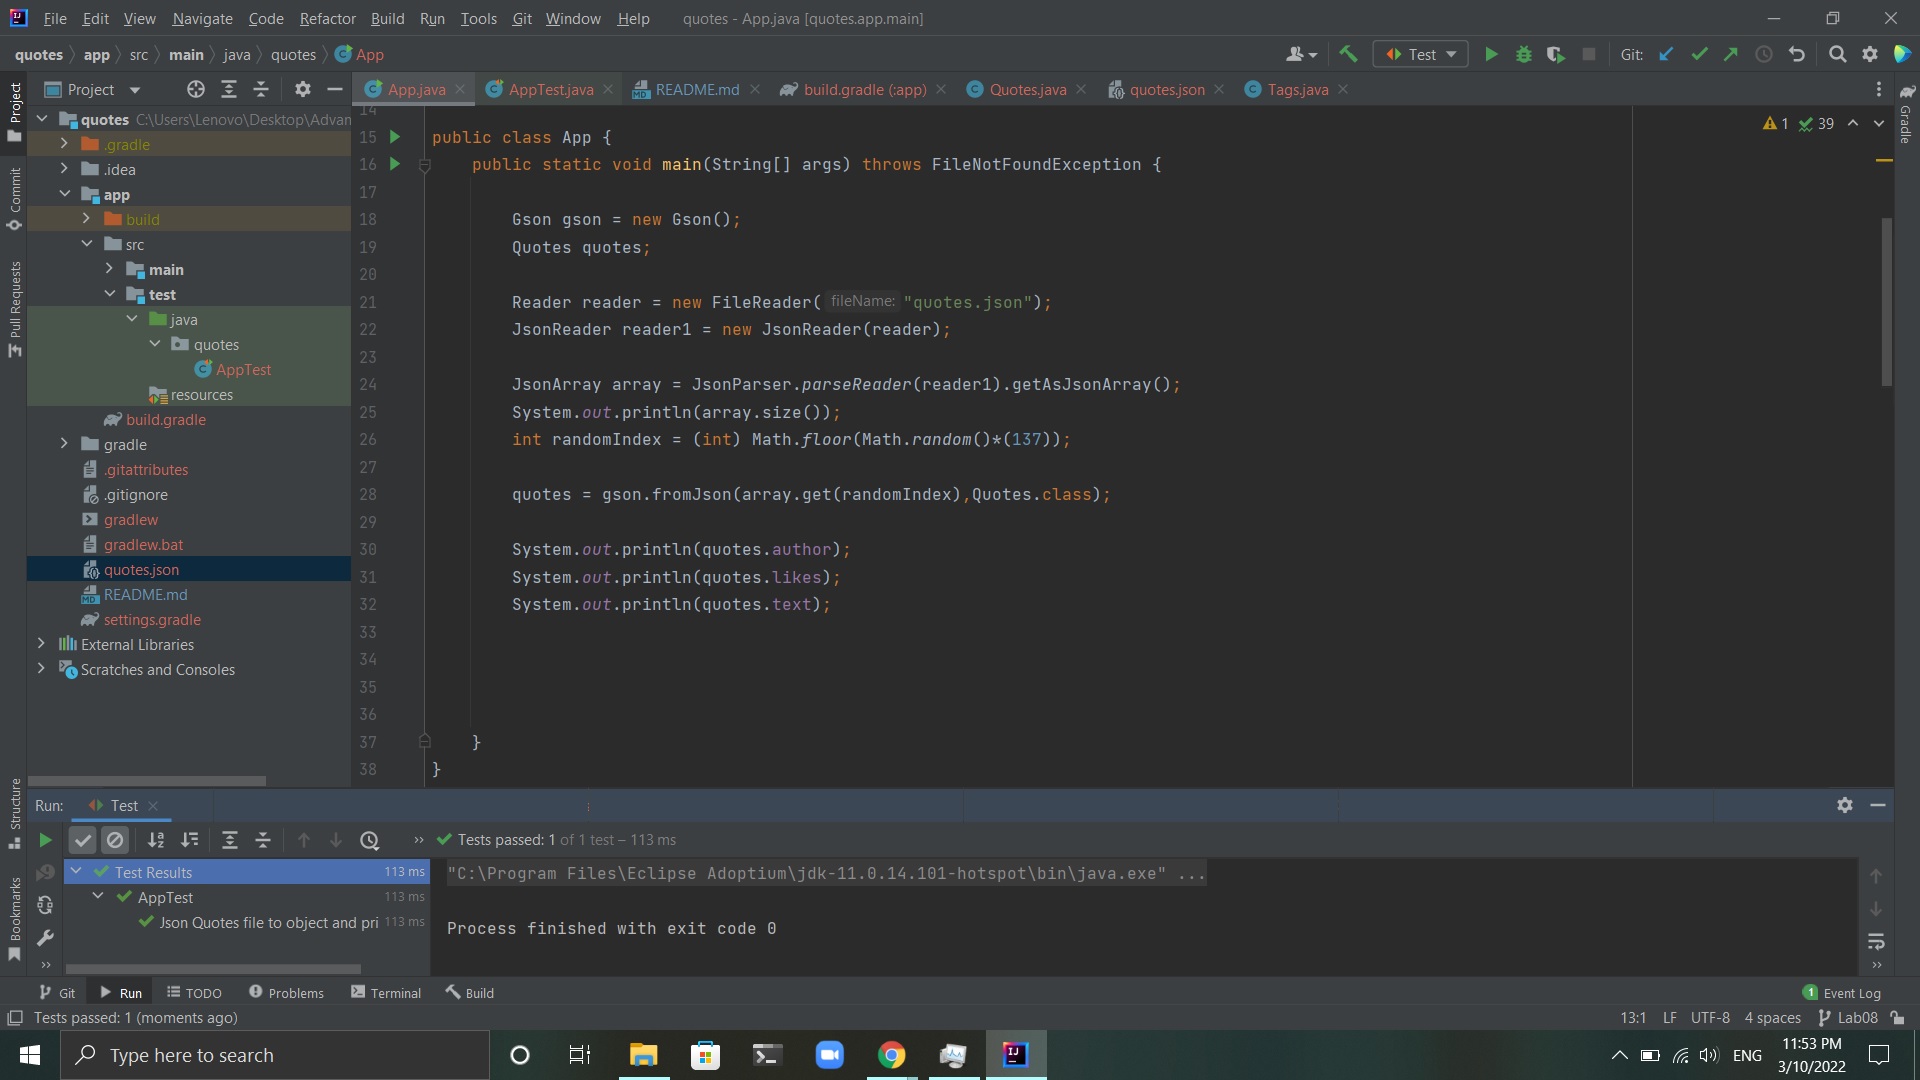 File Edit View Navigate Code Refactor Build Run Tools Git Window Help quotes - App.java [quotes.app.main]
quotes app src main java quotes App Test Git:
Project App.java AppTest.java README.md build.gradle (:app) Quotes.java quotes.json Tags.java
Project
Commit
Pull Requests
Structure
Bookmarks
Gradle
quotes C:\Users\Lenovo\Desktop\Advan
.gradle
.idea
app
build
src
main
test
java
quotes
AppTest
resources
build.gradle
gradle
.gitattributes
.gitignore
gradlew
gradlew.bat
quotes.json
README.md
settings.gradle
External Libraries
Scratches and Consoles
1 39
14
15 public class App {
16 public static void main(String[] args) throws FileNotFoundException {
17
18 Gson gson = new Gson();
19 Quotes quotes;
20
21 Reader reader = new FileReader( fileName: "quotes.json");
22 JsonReader reader1 = new JsonReader(reader);
23
24 JsonArray array = JsonParser.parseReader(reader1).getAsJsonArray();
25 System.out.println(array.size());
26 int randomIndex = (int) Math.floor(Math.random()*(137));
27
28 quotes = gson.fromJson(array.get(randomIndex),Quotes.class);
29
30 System.out.println(quotes.author);
31 System.out.println(quotes.likes);
32 System.out.println(quotes.text);
33
34
35
36
37 }
38 }
Run: Test
Tests passed: 1 of 1 test – 113 ms
Test Results 113 ms
AppTest 113 ms
Json Quotes file to object and pri 113 ms
"C:\Program Files\Eclipse Adoptium\jdk-11.0.14.101-hotspot\bin\java.exe" ...
Process finished with exit code 0
Git Run TODO Problems Terminal Build 1 Event Log
Tests passed: 1 (moments ago) 13:1 LF UTF-8 4 spaces Lab08
Type here to search
ENG
11:53 PM
3/10/2022